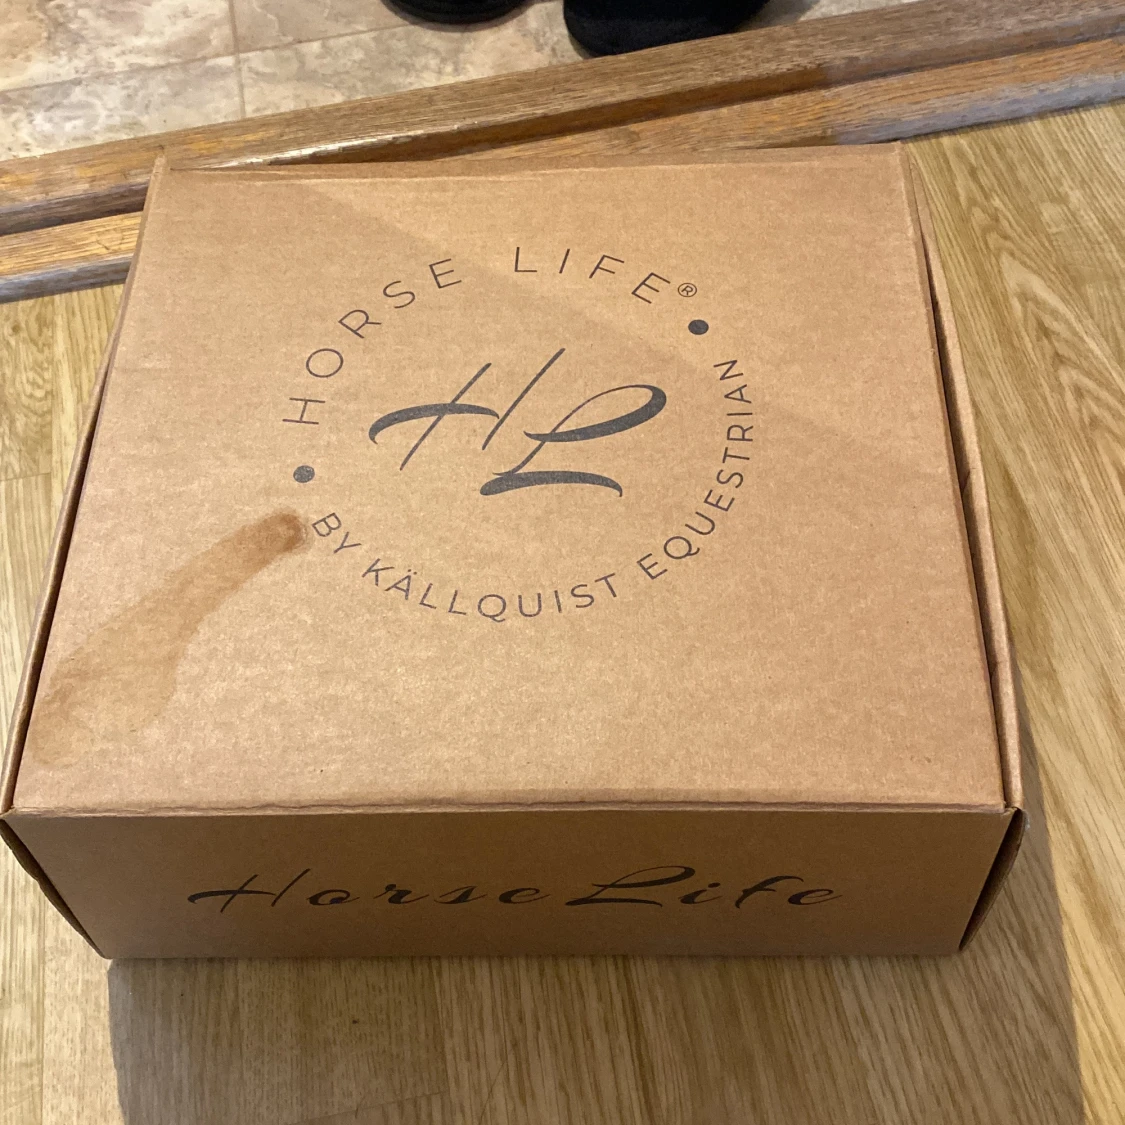 HORSE LIFE®
HL
BY KÄLLQUIST EQUESTRIAN
Horse Life